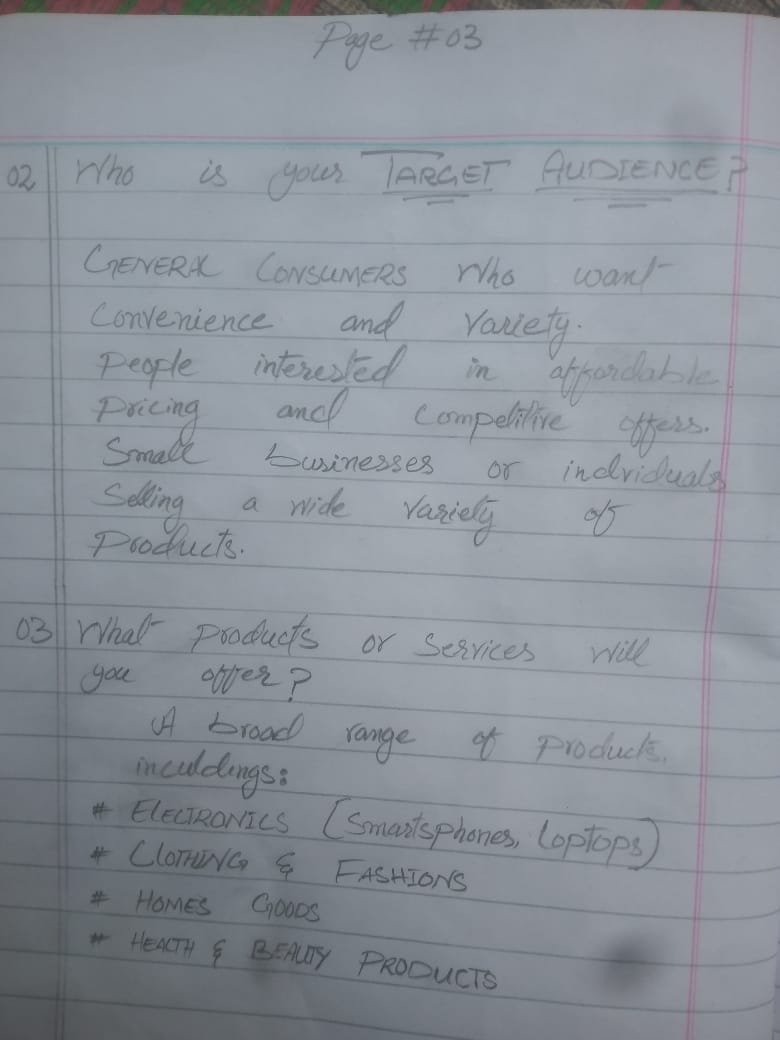 Page #03
02 Who is your TARGET AUDIENCE?
GENERAL CONSUMERS Who want
Convenience and Variety.
People interested in affordable
Pricing and Competitive offers.
Small businesses or individuals
Selling a wide Variety of
Products.
03 What Products or Services Will
you offer?
A broad range of Products.
inculdings:
# ELECTRONICS (Smartsphones, Loptops)
# CLOTHING & FASHIONS
# HOMES GOODS
# HEALTH & BEAUTY PRODUCTS